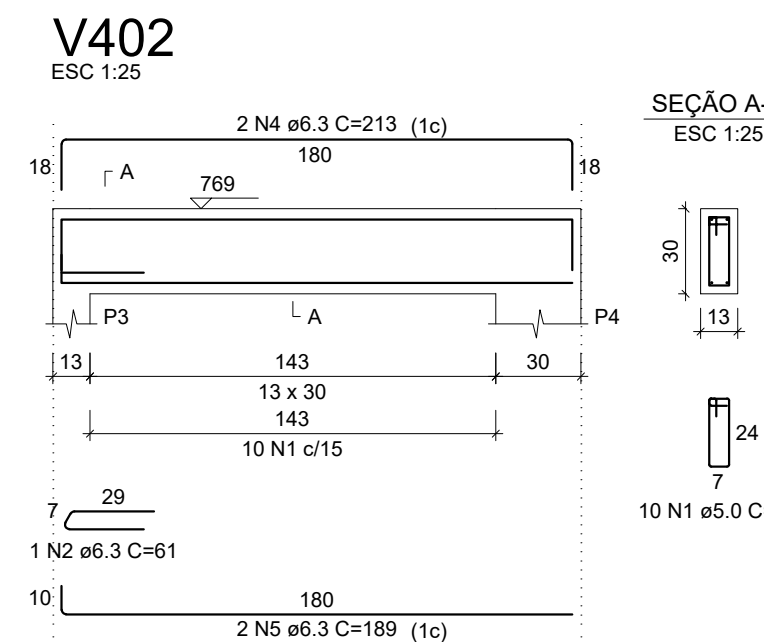 V402
ESC 1:25
SEÇÃO A-
ESC 1:25
2 N4 ø6.3 C=213 (1c)
180
18
18
A
769
30
13
A
P3
P4
13
143
30
13 x 30
143
10 N1 c/15
24
7
10 N1 ø5.0 C
7
29
1 N2 ø6.3 C=61
10
180
2 N5 ø6.3 C=189 (1c)